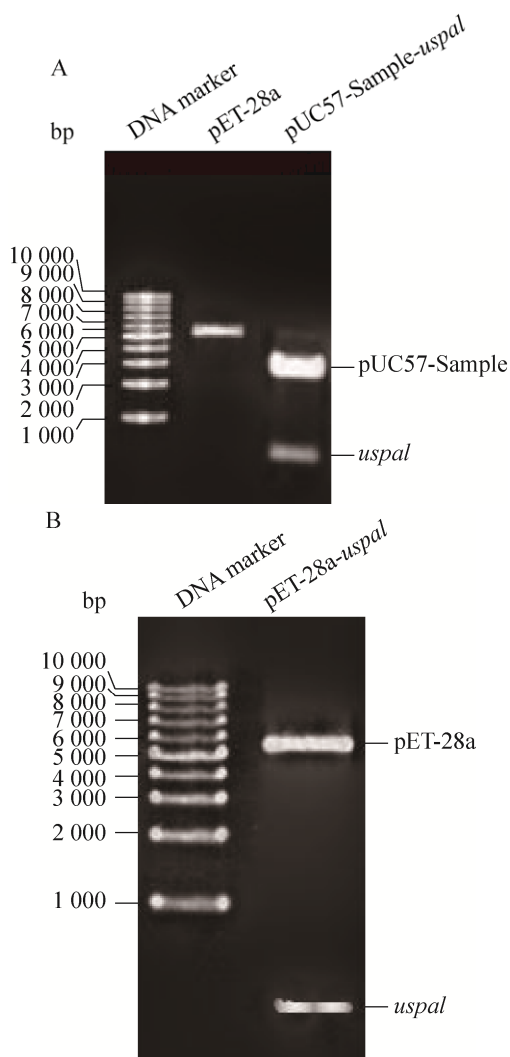 A
DNA marker
pET-28a
pUC57-Sample-uspal
bp
10 000
9 000
8 000
7 000
6 000
5 000
4 000
3 000
2 000
1 000
pUC57-Sample
uspal
B
DNA marker
pET-28a-uspal
bp
10 000
9 000
8 000
7 000
6 000
5 000
4 000
3 000
2 000
1 000
pET-28a
uspal